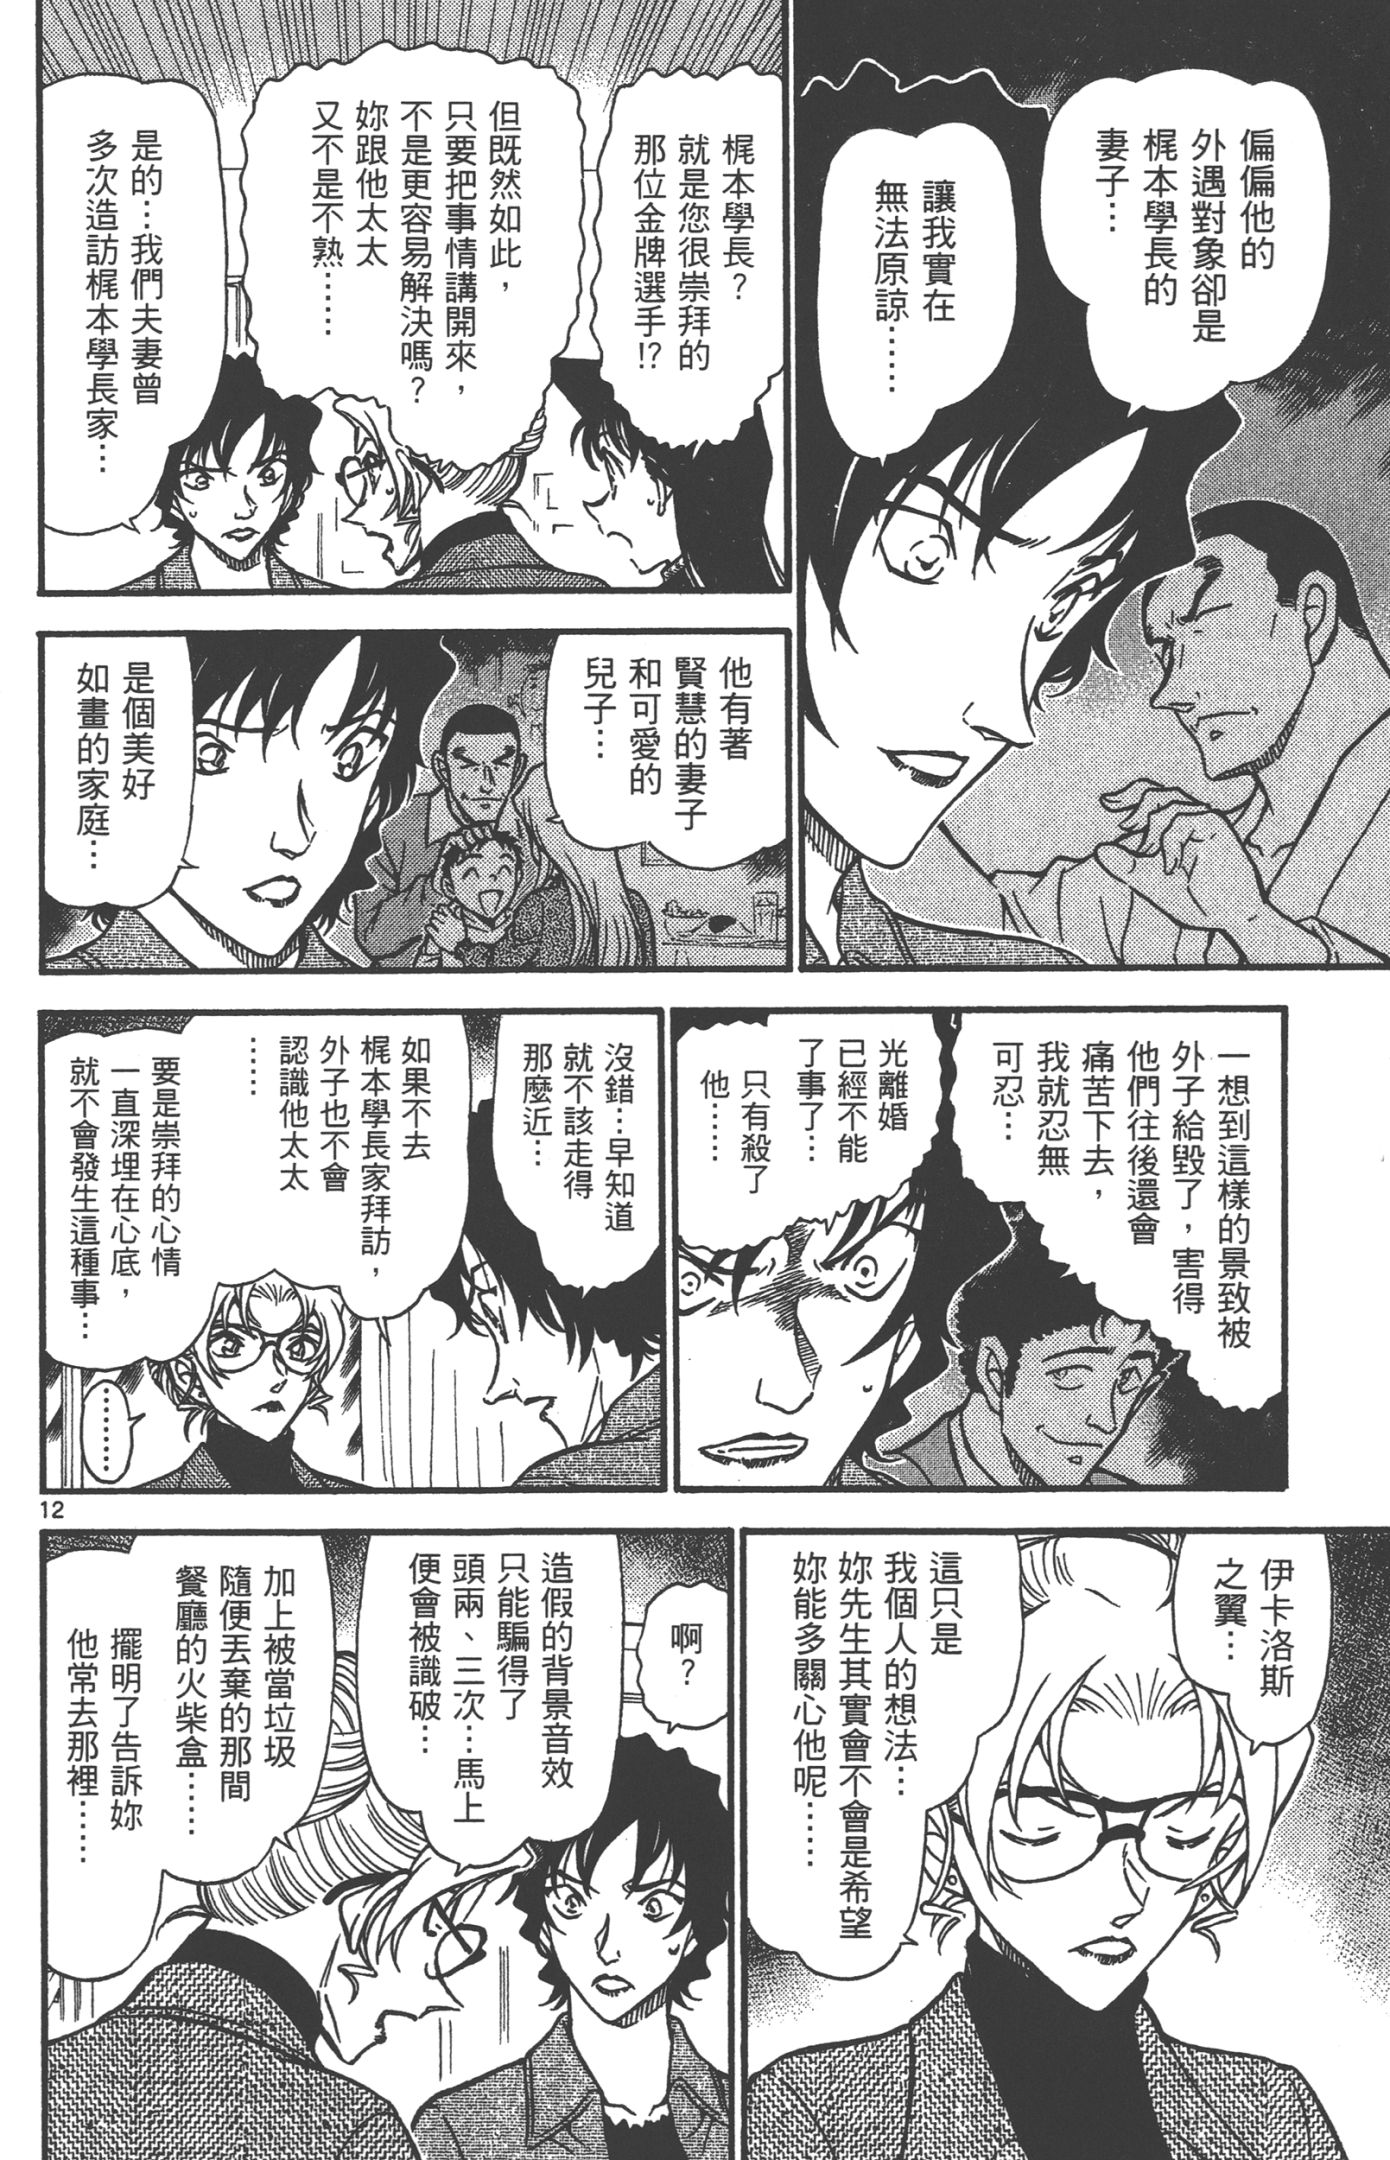 偏偏他的
外遇對象卻是
梶本學長的
妻子…
讓我實在
無法原諒……
梶本學長？
就是您很崇拜的
那位金牌選手!?
但既然如此，
只要把事情講開來，
不是更容易解決嗎？
妳跟他太太
又不是不熟……
是的…我們夫妻曾
多次造訪梶本學長家…
他有著
賢慧的妻子
和可愛的
兒子…
是個美好
如畫的家庭…
一想到這樣的景致被
外子給毀了，害得
他們往後還會
痛苦下去，
我就忍無
可忍…
光離婚
已經不能
了事了…
只有殺了
他……
沒錯…早知道
就不該走得
那麼近…
如果不去
梶本學長家拜訪，
外子也不會
認識他太太
……
要是崇拜的心情
一直深埋在心底，
就不會發生這種事…
………
12
伊卡洛斯
之翼…
這只是
我個人的想法…
妳先生其實會不會是希望
妳能多關心他呢……
啊？
造假的背景音效
只能騙得了
頭兩、三次…馬上
便會被識破…
加上被當垃圾
隨便丟棄的那間
餐廳的火柴盒……
擺明了告訴妳
他常去那裡……